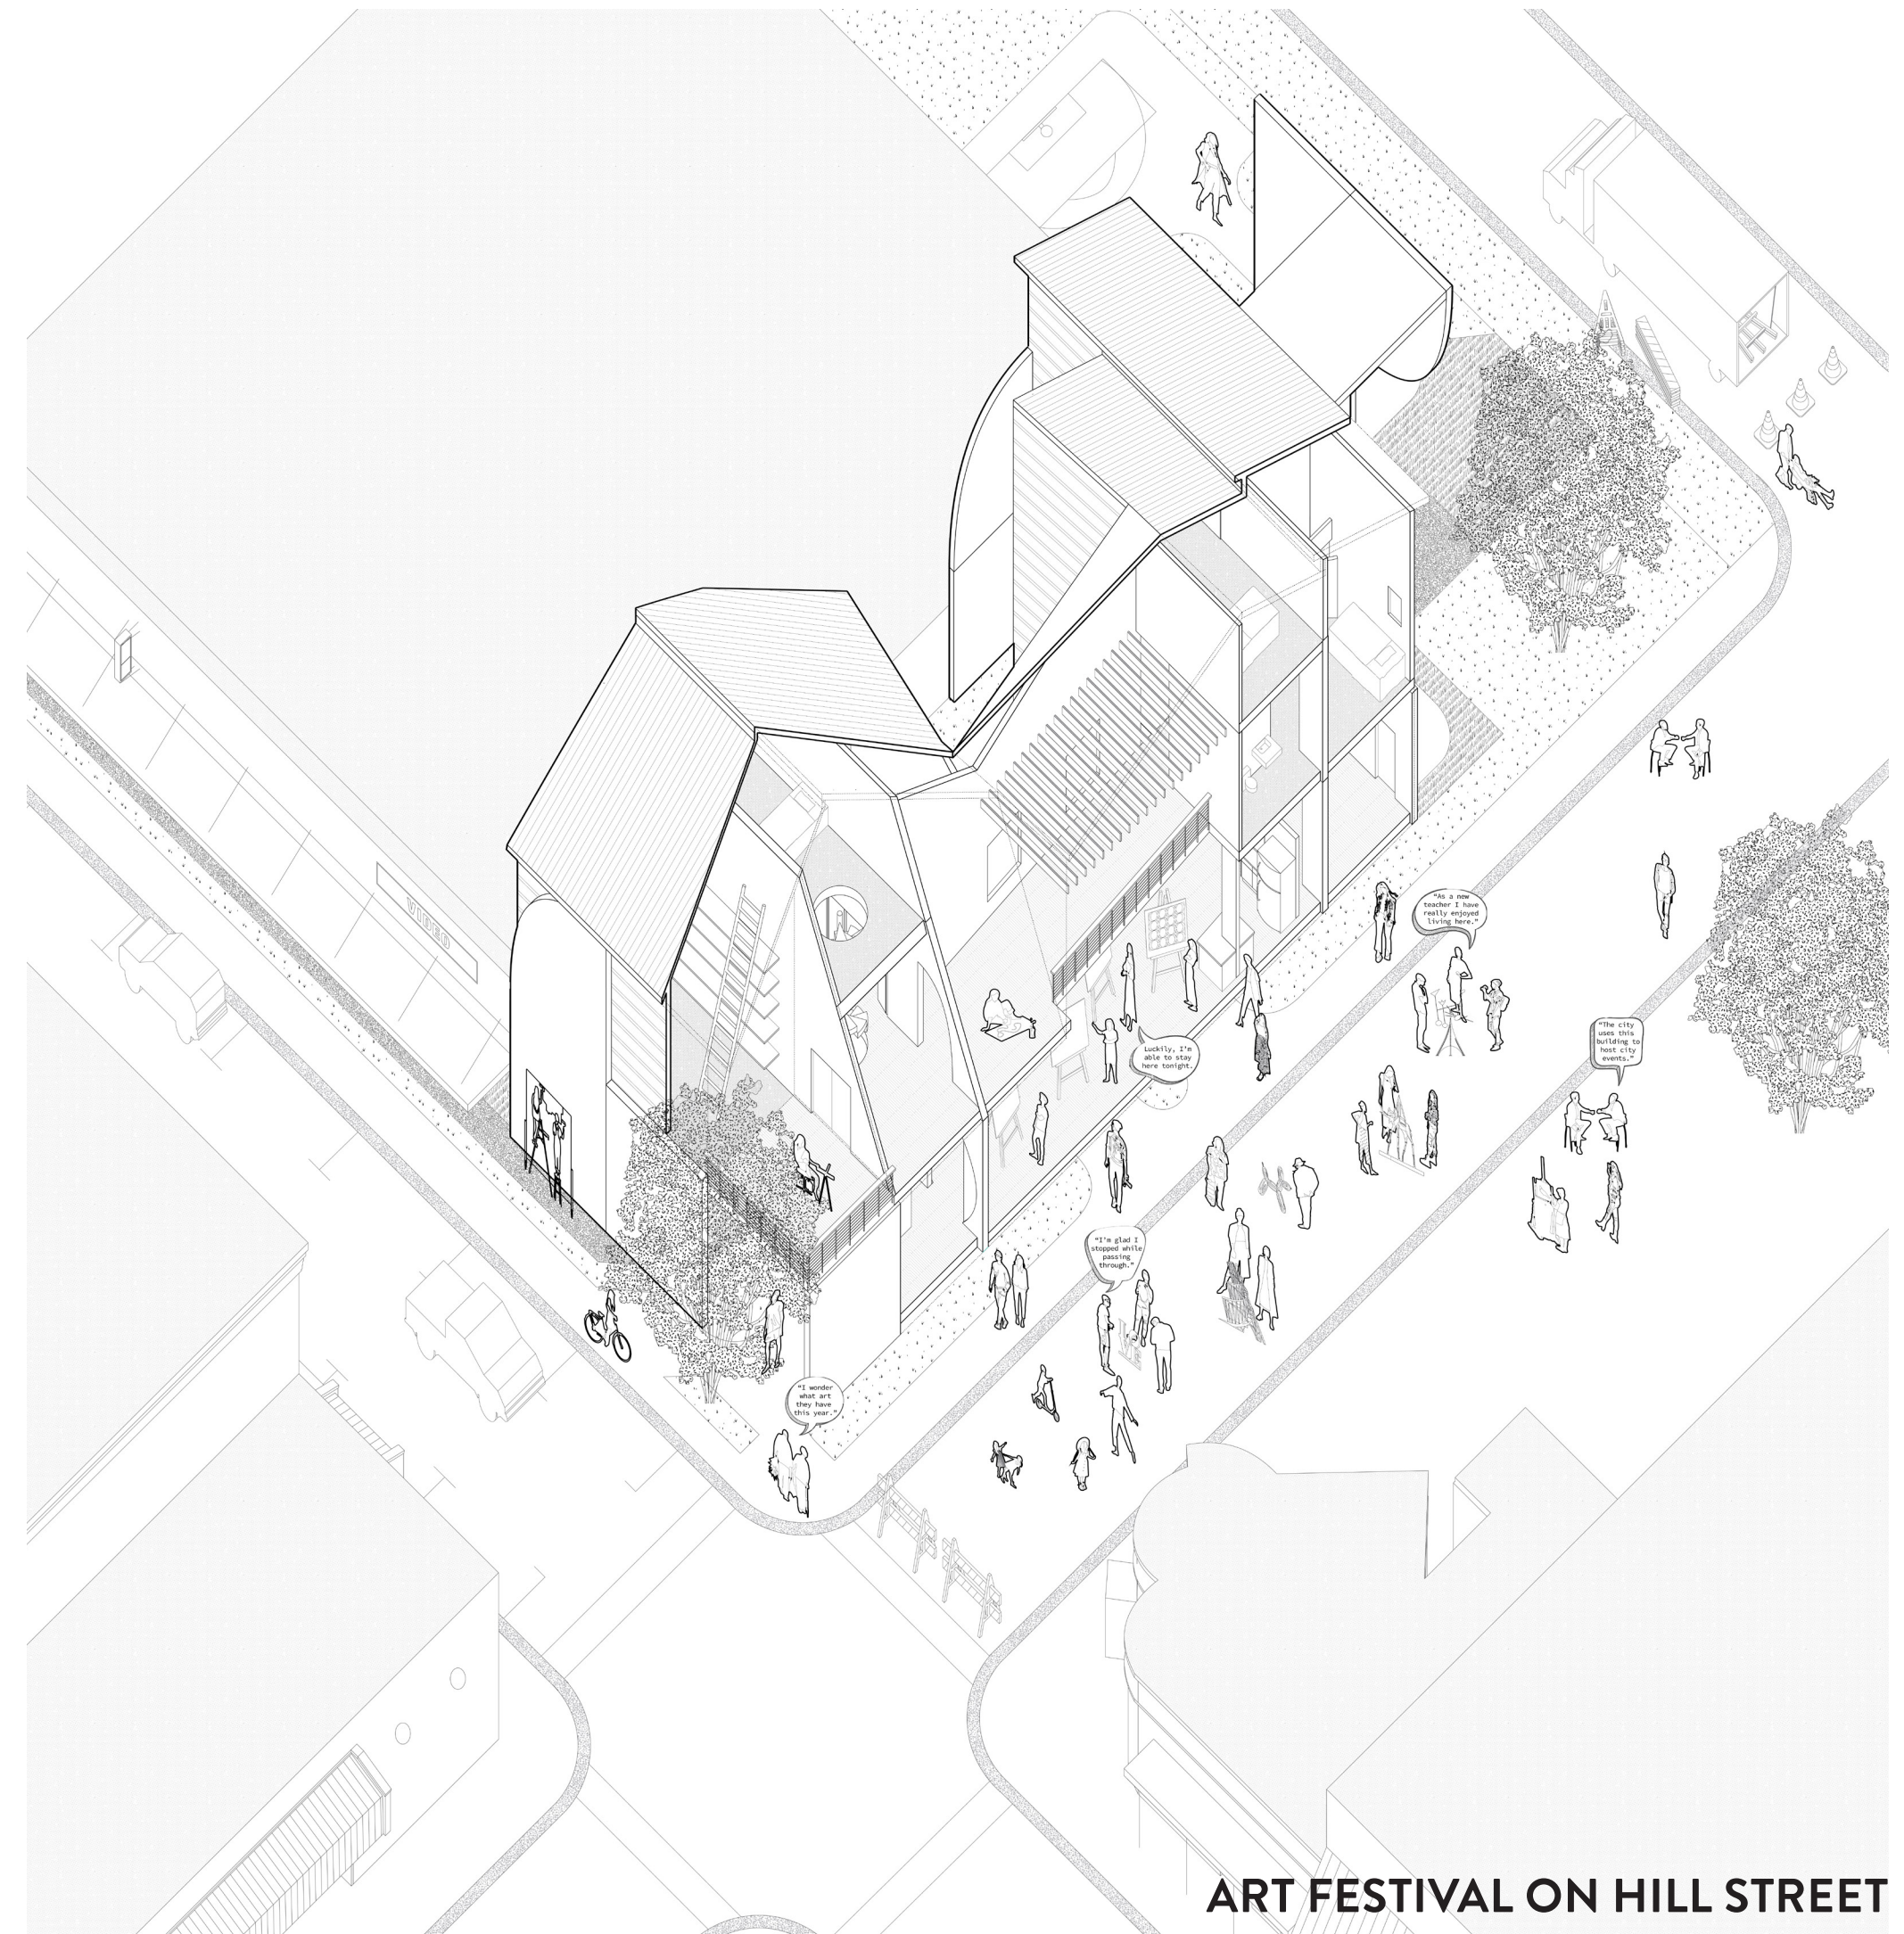 VIDEO
"As a new
teacher I have
really enjoyed
living here."
"The city
uses this
building to
host city
events."
Luckily, I'm
able to stay
here tonight.
"I'm glad I
stopped while
passing
through."
"I wonder
what art
they have
this year."
ART FESTIVAL ON HILL STREET